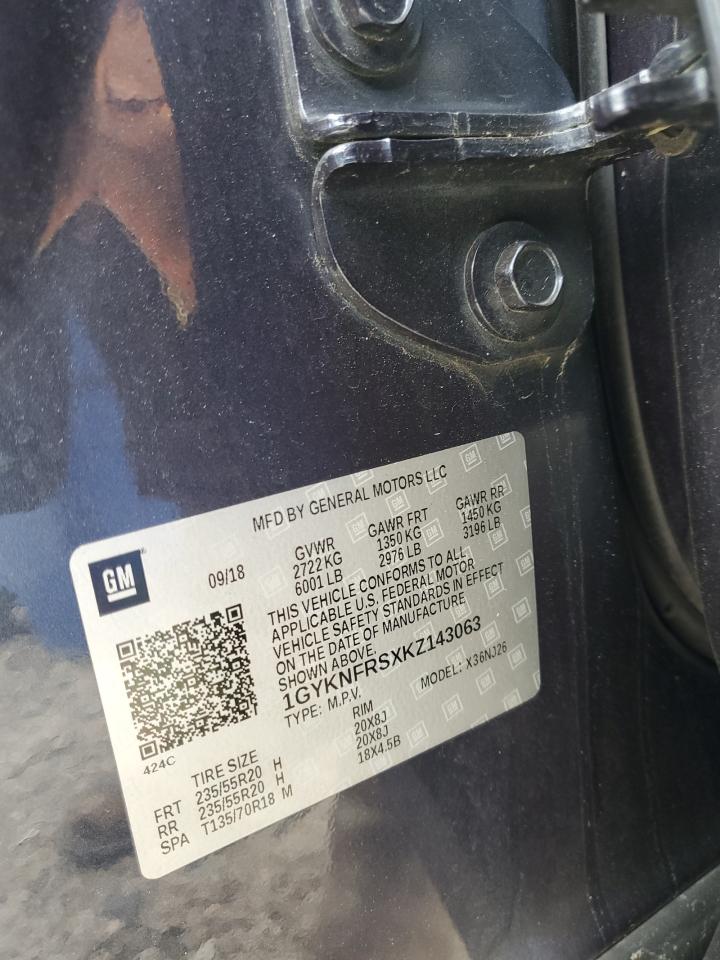 MFD BY GENERAL MOTORS LLC
GM
®
09/18
GVWR GAWR FRT GAWR RR
2722 KG 1350 KG 1450 KG
6001 LB 2976 LB 3196 LB
THIS VEHICLE CONFORMS TO ALL
APPLICABLE U.S. FEDERAL MOTOR
VEHICLE SAFETY STANDARDS IN EFFECT
ON THE DATE OF MANUFACTURE
SHOWN ABOVE.
1GYKNFRSXKZ143063
TYPE: M.P.V. MODEL: X36NJ26
424C
TIRE SIZE RIM
FRT 235/55R20 H 20X8J
RR 235/55R20 H 20X8J
SPA T135/70R18 M 18X4.5B